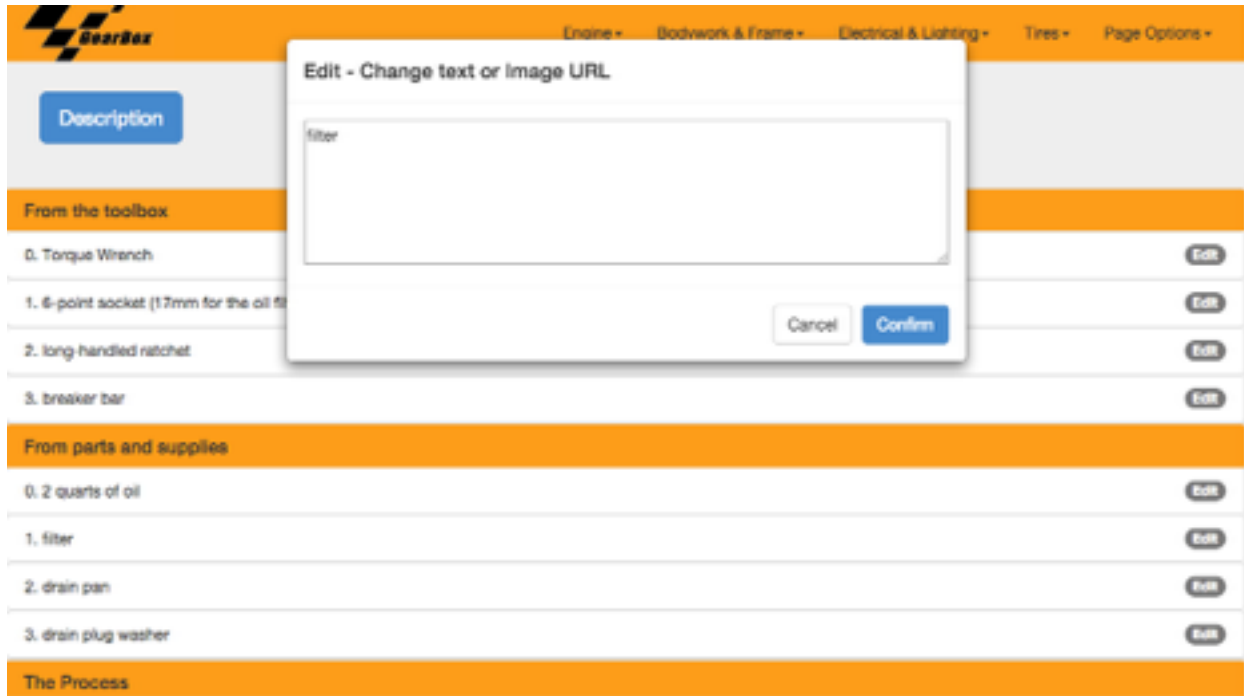 GearBox
Engine
Bodywork & Frame
Electrical & Lighting
Tires
Page Options
Edit - Change text or Image URL
Description
filter
From the toolbox
0. Torque Wrench
Edit
1. 6-point socket (17mm for the oil fil
Edit
Cancel
Confirm
2. long-handled ratchet
Edit
3. breaker bar
Edit
From parts and supplies
0. 2 quarts of oil
Edit
1. filter
Edit
2. drain pan
Edit
3. drain plug washer
Edit
The Process